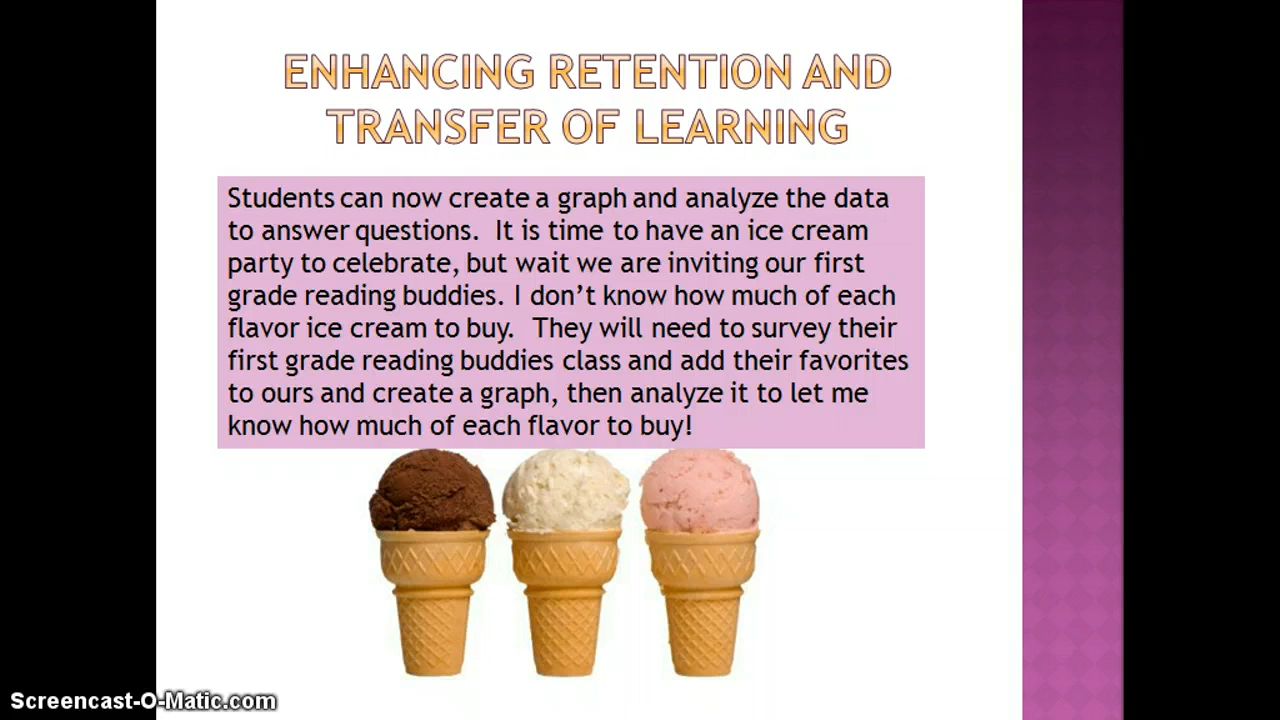 ENHANCING RETENTION AND
TRANSFER OF LEARNING
Students can now create a graph and analyze the data
to answer questions.  It is time to have an ice cream
party to celebrate, but wait we are inviting our first
grade reading buddies. I don’t know how much of each
flavor ice cream to buy.  They will need to survey their
first grade reading buddies class and add their favorites
to ours and create a graph, then analyze it to let me
know how much of each flavor to buy!
Screencast-O-Matic.com